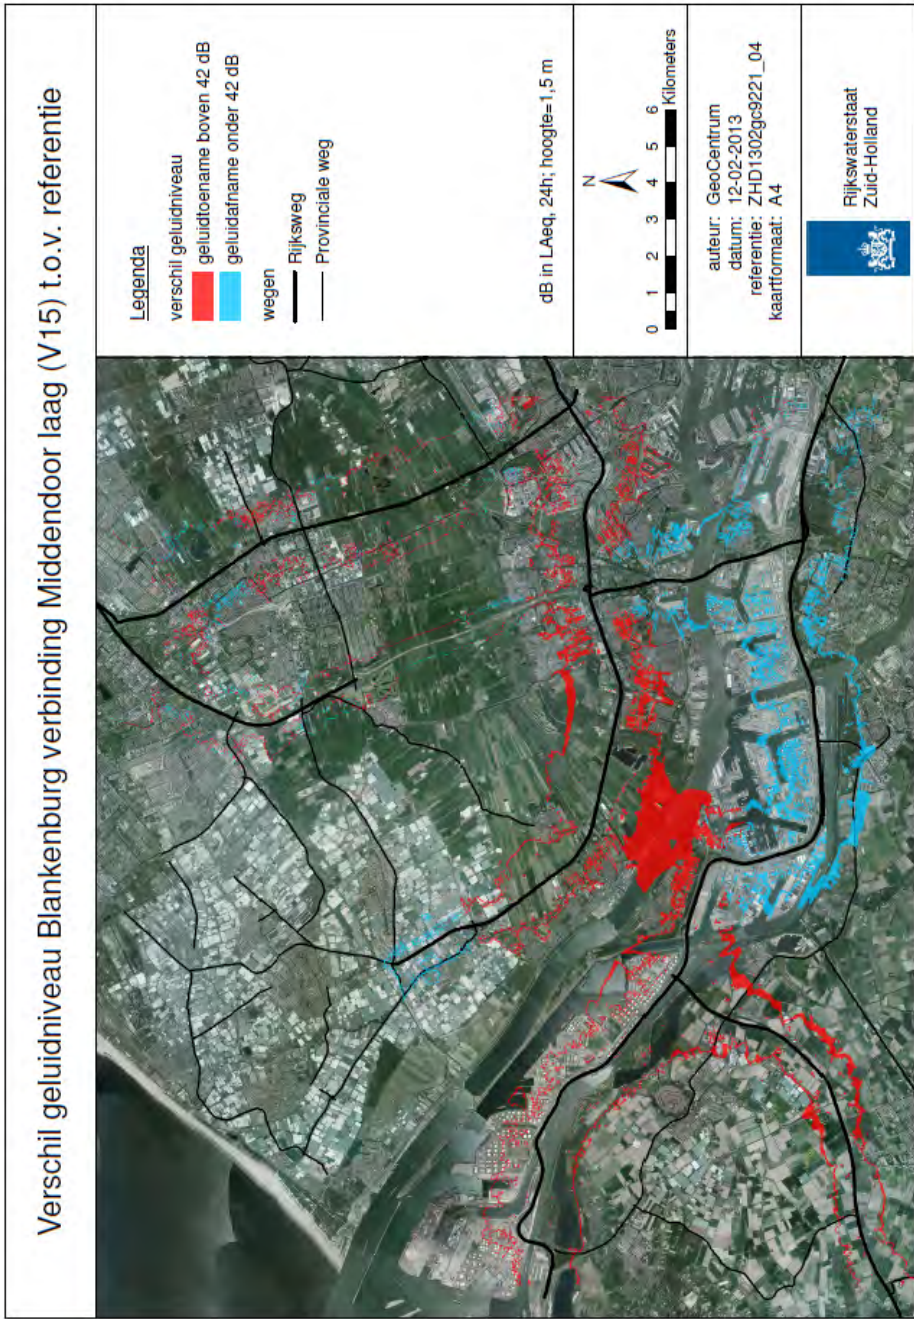 Verschil geluidniveau Blankenburg verbinding Middendoor laag (V15) t.o.v. referentie
Legenda
verschil geluidniveau
geluidtoename boven 42 dB
geluidafname onder 42 dB
wegen
Rijksweg
Provinciale weg
dB in LAeq, 24h; hoogte=1,5 m
N
0 1 2 3 4 5 6
Kilometers
auteur: GeoCentrum
datum: 12-02-2013
referentie: ZHD1302gc9221_04
kaartformaat: A4
Rijkswaterstaat
Zuid-Holland